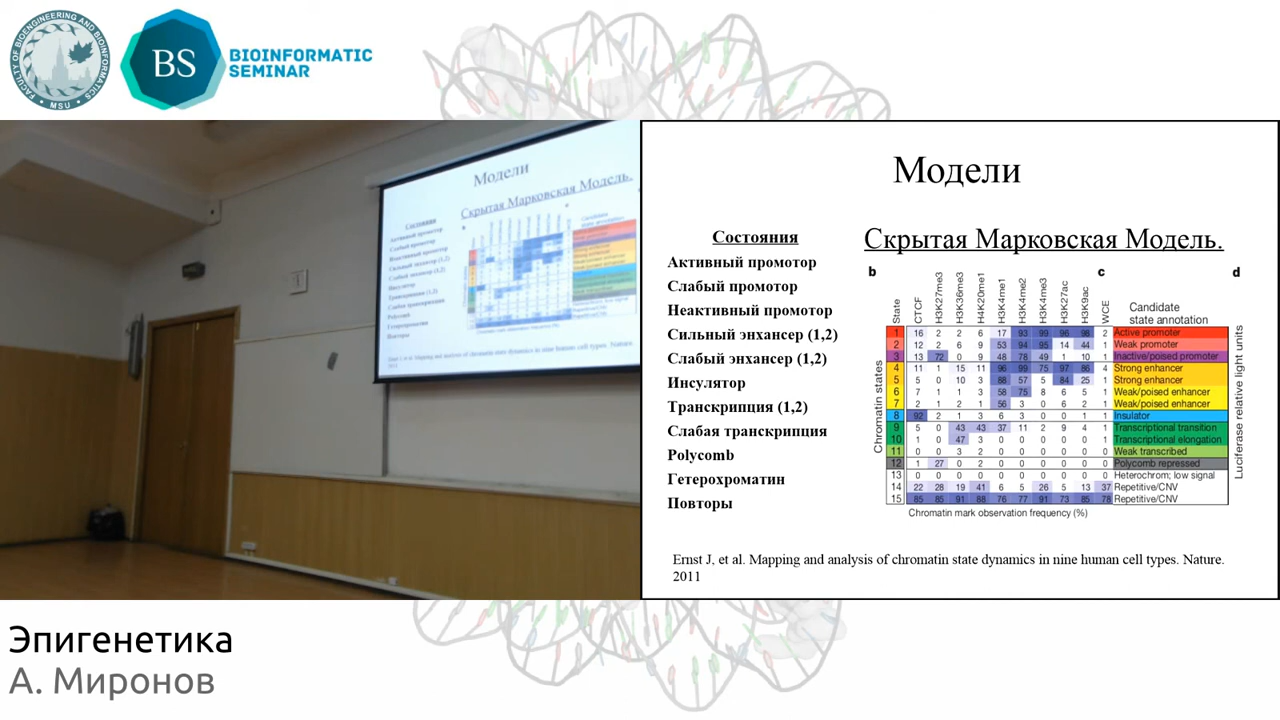 FACULTY OF BIOENGINEERING AND BIOINFORMATICS
• MSU •
BS
BIOINFORMATIC
SEMINAR
Модели
Скрытая Марковская Модель.
Состояния
Модели
Состояния
Активный промотор
Слабый промотор
Неактивный промотор
Сильный энхансер (1,2)
Слабый энхансер (1,2)
Инсулятор
Транскрипция (1,2)
Слабая транскрипция
Polycomb
Гетерохроматин
Повторы
Скрытая Марковская Модель.
b c d
State CTCF H3K27me3 H3K36me3 H4K20me1 H3K4me1 H3K4me2 H3K4me3 H3K27ac H3K9ac WCE
Candidate
state annotation
1 16 2 2 6 17 93 99 96 98 2 Active promoter
2 12 2 6 9 53 94 95 14 44 1 Weak promoter
3 13 72 0 9 48 78 49 1 10 1 Inactive/poised promoter
4 11 1 15 11 96 99 75 97 86 4 Strong enhancer
5 5 0 10 3 88 57 5 84 25 1 Strong enhancer
6 7 1 1 3 58 75 8 6 5 1 Weak/poised enhancer
7 2 1 2 1 56 3 0 6 2 1 Weak/poised enhancer
8 92 2 1 3 6 3 0 0 1 1 Insulator
9 5 0 43 43 37 11 2 9 4 1 Transcriptional transition
10 1 0 47 3 0 0 0 0 0 1 Transcriptional elongation
11 0 0 3 2 0 0 0 0 0 0 Weak transcribed
12 1 27 0 2 0 0 0 0 0 0 Polycomb repressed
13 0 0 0 0 0 0 0 0 0 0 Heterochrom; low signal
14 22 28 19 41 6 5 26 5 13 37 Repetitive/CNV
15 85 85 91 88 76 77 91 73 85 78 Repetitive/CNV
Chromatin states
Luciferase relative light units
Chromatin mark observation frequency (%)
Ernst J, et al. Mapping and analysis of chromatin state dynamics in nine human cell types. Nature.
2011
Эпигенетика
А. Миронов